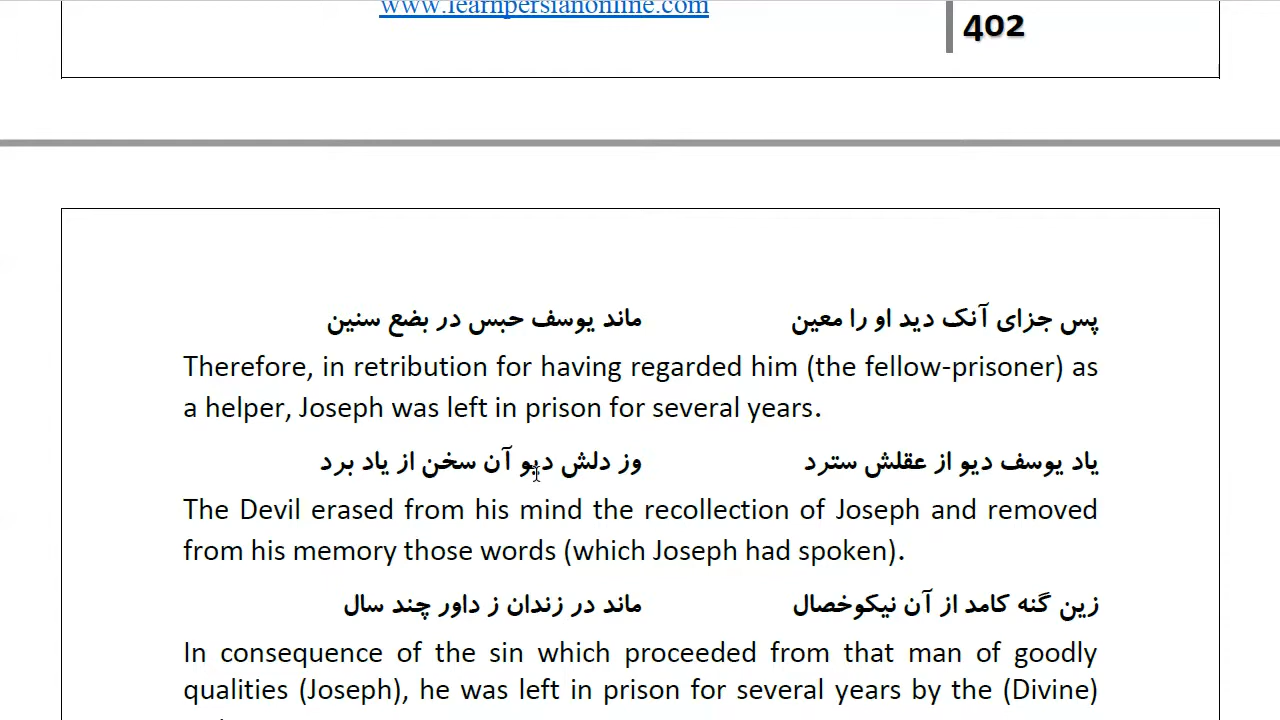 www.learnpersianonline.com
402
پس جزای آنک دید او را معین ماند یوسف حبس در بضع سنین
Therefore, in retribution for having regarded him (the fellow-prisoner) as
a helper, Joseph was left in prison for several years.
یاد یوسف دیو از عقلش سترد وز دلش دیو آن سخن از یاد برد
The Devil erased from his mind the recollection of Joseph and removed
from his memory those words (which Joseph had spoken).
زین گنه کامد از آن نیکوخصال ماند در زندان ز داور چند سال
In consequence of the sin which proceeded from that man of goodly
qualities (Joseph), he was left in prison for several years by the (Divine)